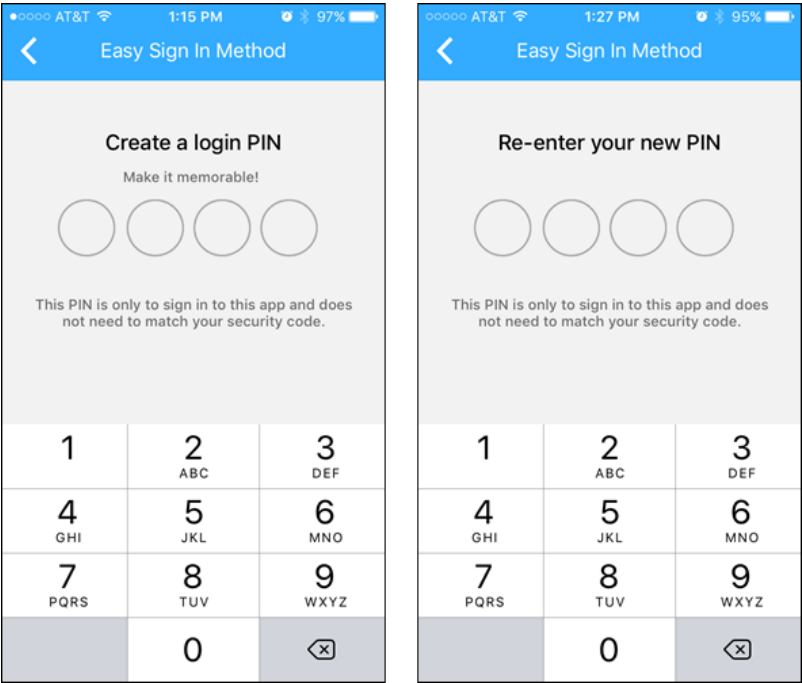 AT&T 1:15 PM 97%
Easy Sign In Method
Create a login PIN
Make it memorable!
This PIN is only to sign in to this app and does
not need to match your security code.
1 2 3
ABC DEF
4 5 6
GHI JKL MNO
7 8 9
PQRS TUV WXYZ
0
AT&T 1:27 PM 95%
Easy Sign In Method
Re-enter your new PIN
This PIN is only to sign in to this app and does
not need to match your security code.
1 2 3
ABC DEF
4 5 6
GHI JKL MNO
7 8 9
PQRS TUV WXYZ
0